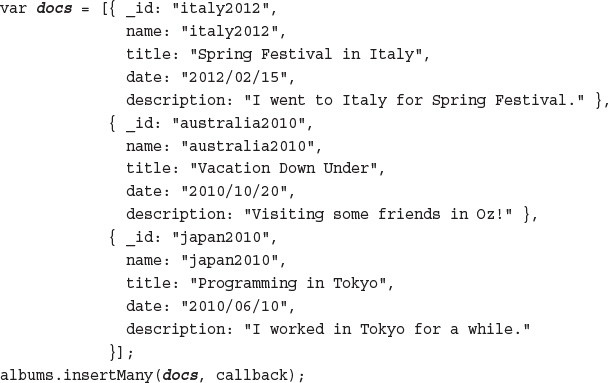 var docs = [{ _id: "italy2012",
              name: "italy2012",
              title: "Spring Festival in Italy",
              date: "2012/02/15",
              description: "I went to Italy for Spring Festival." },
            { _id: "australia2010",
              name: "australia2010",
              title: "Vacation Down Under",
              date: "2010/10/20",
              description: "Visiting some friends in Oz!" },
            { _id: "japan2010",
              name: "japan2010",
              title: "Programming in Tokyo",
              date: "2010/06/10",
              description: "I worked in Tokyo for a while."
            }];
albums.insertMany(docs, callback);